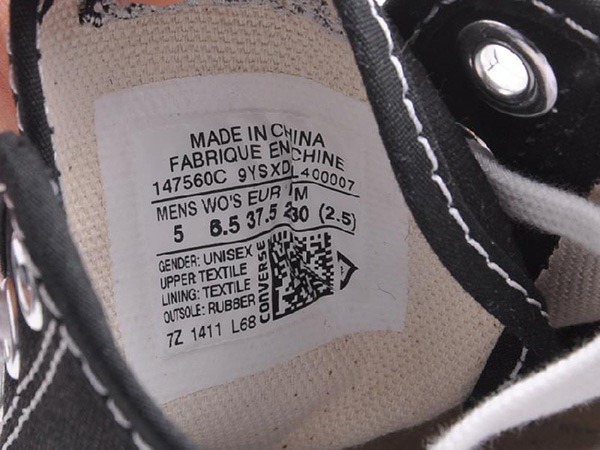 MADE IN CHINA
FABRIQUE EN CHINE
147560C 9YSXDL400007
MENS WO'S EUR CM
5 6.5 37.5 230 (2.5)
GENDER: UNISEX
UPPER: TEXTILE
LINING: TEXTILE
OUTSOLE: RUBBER
7Z 1411 L68
CONVERSE